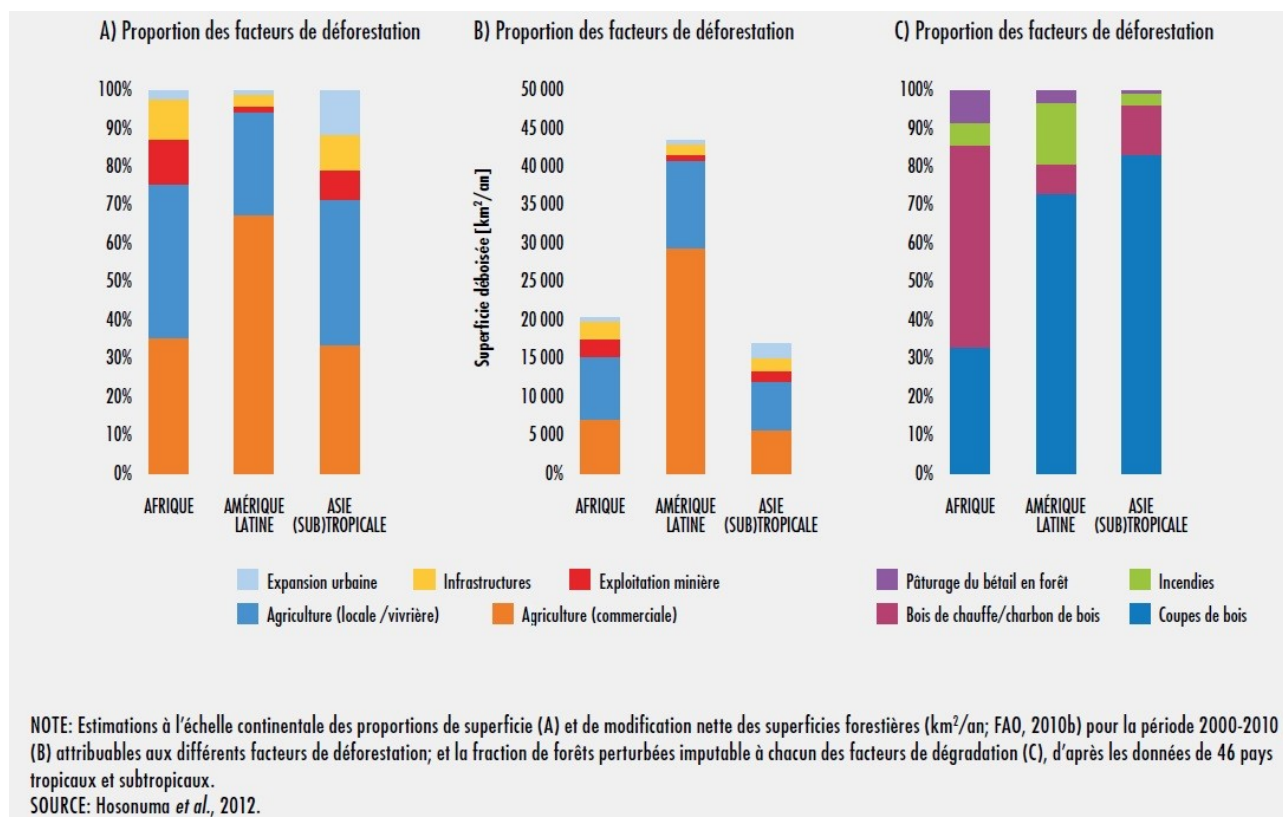 A) Proportion des facteurs de déforestation
100%
90%
80%
70%
60%
50%
40%
30%
20%
10%
0%
AFRIQUE
AMÉRIQUE
LATINE
ASIE
(SUB)TROPICALE
B) Proportion des facteurs de déforestation
Superficie déboisée [km²/an]
50 000
45 000
40 000
35 000
30 000
25 000
20 000
15 000
10 000
5 000
0%
AFRIQUE
AMÉRIQUE
LATINE
ASIE
(SUB)TROPICALE
C) Proportion des facteurs de déforestation
100%
90%
80%
70%
60%
50%
40%
30%
20%
10%
0%
AFRIQUE
AMÉRIQUE
LATINE
ASIE
(SUB)TROPICALE
Expansion urbaine
Infrastructures
Exploitation minière
Agriculture (locale /vivrière)
Agriculture (commerciale)
Pâturage du bétail en forêt
Incendies
Bois de chauffe/charbon de bois
Coupes de bois
NOTE: Estimations à l’échelle continentale des proportions de superficie (A) et de modification nette des superficies forestières (km²/an; FAO, 2010b) pour la période 2000-2010
(B) attribuables aux différents facteurs de déforestation; et la fraction de forêts perturbées imputable à chacun des facteurs de dégradation (C), d’après les données de 46 pays
tropicaux et subtropicaux.
SOURCE: Hosonuma et al., 2012.